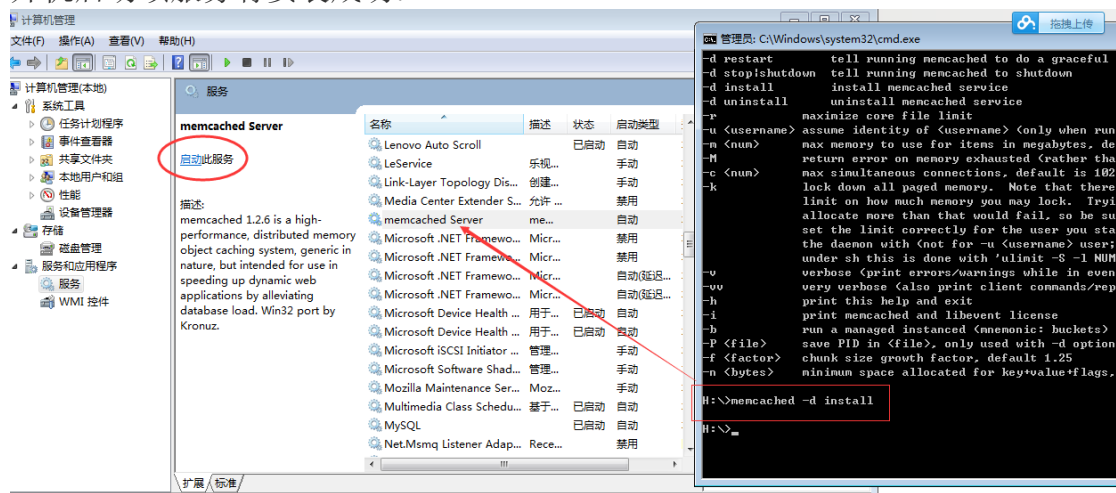 计算机管理
文件(F) 操作(A) 查看(V) 帮助(H)
计算机管理(本地)
系统工具
任务计划程序
事件查看器
共享文件夹
本地用户和组
性能
设备管理器
存储
磁盘管理
服务和应用程序
服务
WMI 控件
服务
memcached Server
启动此服务
描述:
memcached 1.2.6 is a high-
performance, distributed memory
object caching system, generic in
nature, but intended for use in
speeding up dynamic web
applications by alleviating
database load. Win32 port by
Kronuz.
名称 描述 状态 启动类型
Lenovo Auto Scroll 已启动 自动
LeService 乐视... 手动
Link-Layer Topology Dis... 创建... 手动
Media Center Extender S... 允许 ... 禁用
memcached Server me... 自动
Microsoft .NET Framewo... Micr... 禁用
Microsoft .NET Framewo... Micr... 禁用
Microsoft .NET Framewo... Micr... 自动(延迟...
Microsoft .NET Framewo... Micr... 自动(延迟...
Microsoft Device Health ... 用于... 已启动 自动
Microsoft Device Health ... 用于... 已启动 自动
Microsoft iSCSI Initiator ... 管理... 手动
Microsoft Software Shad... 管理... 手动
Mozilla Maintenance Ser... Moz... 手动
Multimedia Class Schedu... 基于... 已启动 自动
MySQL 已启动 自动
Net.Msmq Listener Adap... Rece... 禁用
扩展 标准
拖拽上传
管理员: C:\Windows\system32\cmd.exe
-d restart tell running memcached to do a graceful
-d stop|shutdown tell running memcached to shutdown
-d install install memcached service
-d uninstall uninstall memcached service
-r maximize core file limit
-u <username> assume identity of <username> (only when run
-m <num> max memory to use for items in megabytes, de
-M return error on memory exhausted (rather tha
-c <num> max simultaneous connections, default is 102
-k lock down all paged memory. Note that there
limit on how much memory you may lock. Tryi
allocate more than that would fail, so be su
set the limit correctly for the user you sta
the daemon with (not for -u <username> user;
under sh this is done with 'ulimit -S -l NUM
-v verbose (print errors/warnings while in even
-vv very verbose (also print client commands/rep
-h print this help and exit
-i print memcached and libevent license
-b run a managed instanced (mnemonic: buckets)
-P <file> save PID in <file>, only used with -d option
-f <factor> chunk size growth factor, default 1.25
-n <bytes> minimum space allocated for key+value+flags,
H:\>memcached -d install
H:\>_